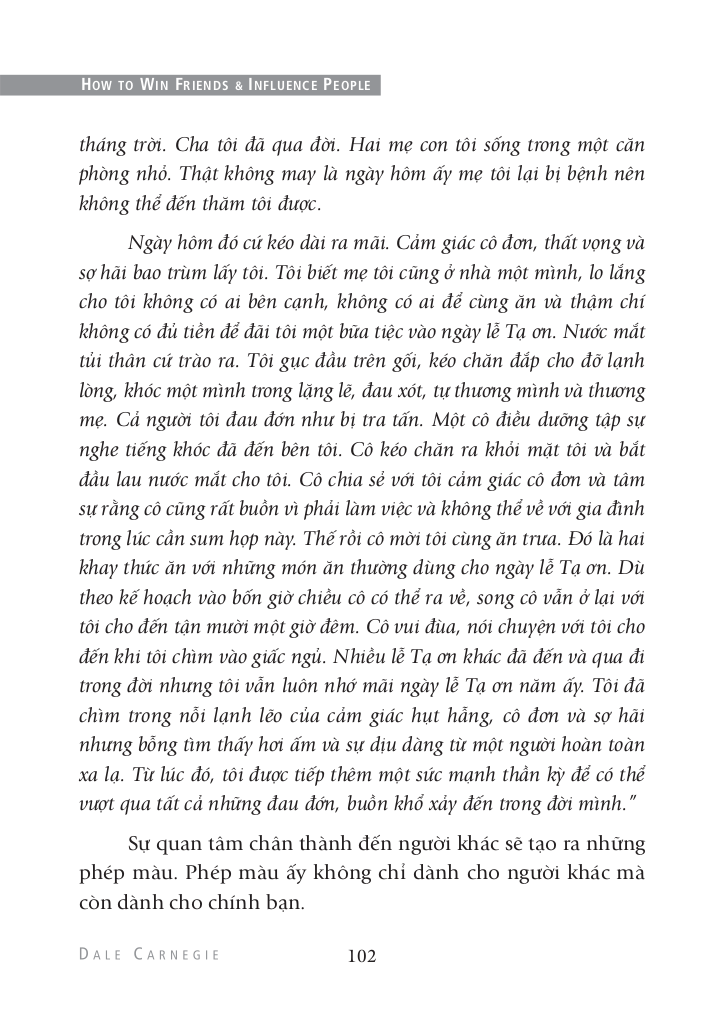 HOW TO WIN FRIENDS & INFLUENCE PEOPLE
tháng trời. Cha tôi đã qua đời. Hai mẹ con tôi sống trong một căn
phòng nhỏ. Thật không may là ngày hôm ấy mẹ tôi lại bị bệnh nên
không thể đến thăm tôi được.
Ngày hôm đó cứ kéo dài ra mãi. Cảm giác cô đơn, thất vọng và
sợ hãi bao trùm lấy tôi. Tôi biết mẹ tôi cũng ở nhà một mình, lo lắng
cho tôi không có ai bên cạnh, không có ai để cùng ăn và thậm chí
không có đủ tiền để đãi tôi một bữa tiệc vào ngày lễ Tạ ơn. Nước mắt
tủi thân cứ trào ra. Tôi gục đầu trên gối, kéo chăn đắp cho đỡ lạnh
lòng, khóc một mình trong lặng lẽ, đau xót, tự thương mình và thương
mẹ. Cả người tôi đau đớn như bị tra tấn. Một cô điều dưỡng tập sự
nghe tiếng khóc đã đến bên tôi. Cô kéo chăn ra khỏi mặt tôi và bắt
đầu lau nước mắt cho tôi. Cô chia sẻ với tôi cảm giác cô đơn và tâm
sự rằng cô cũng rất buồn vì phải làm việc và không thể về với gia đình
trong lúc cần sum họp này. Thế rồi cô mời tôi cùng ăn trưa. Đó là hai
khay thức ăn với những món ăn thường dùng cho ngày lễ Tạ ơn. Dù
theo kế hoạch vào bốn giờ chiều cô có thể ra về, song cô vẫn ở lại với
tôi cho đến tận mười một giờ đêm. Cô vui đùa, nói chuyện với tôi cho
đến khi tôi chìm vào giấc ngủ. Nhiều lễ Tạ ơn khác đã đến và qua đi
trong đời nhưng tôi vẫn luôn nhớ mãi ngày lễ Tạ ơn năm ấy. Tôi đã
chìm trong nỗi lạnh lẽo của cảm giác hụt hẫng, cô đơn và sợ hãi
nhưng bỗng tìm thấy hơi ấm và sự dịu dàng từ một người hoàn toàn
xa lạ. Từ lúc đó, tôi được tiếp thêm một sức mạnh thần kỳ để có thể
vượt qua tất cả những đau đớn, buồn khổ xảy đến trong đời mình.”
Sự quan tâm chân thành đến người khác sẽ tạo ra những
phép màu. Phép màu ấy không chỉ dành cho người khác mà
còn dành cho chính bạn.
DALE CARNEGIE 102